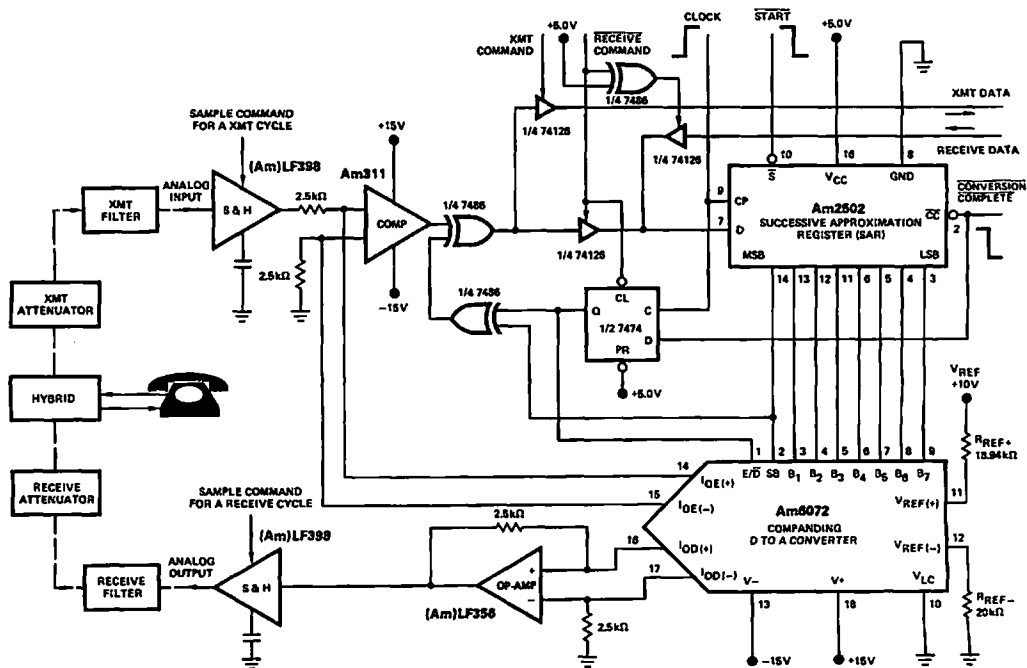 +5.0V
CLOCK
START
+5.0V
XMT
COMMAND
RECEIVE
COMMAND
1/4 7486
XMT DATA
RECEIVE DATA
1/4 74126
1/4 74126
10
16
8
S
VCC
GND
SAMPLE COMMAND
FOR A XMT CYCLE
+15V
(Am)LF398
Am311
ANALOG
INPUT
XMT
FILTER
S & H
2.5kΩ
COMP
1/4 7486
2.5kΩ
-15V
1/4 74126
9
CP
7
D
Am2502
SUCCESSIVE APPROXIMATION
REGISTER (SAR)
MSB
LSB
CC
2
CONVERSION
COMPLETE
14 13 12 11 6 5 4 3
1/4 7486
CL
Q
C
1/2 7474
D
PR
+5.0V
XMT
ATTENUATOR
HYBRID
RECEIVE
ATTENUATOR
VREF
+10V
RREF+
18.94kΩ
1 2 3 4 5 6 7 8 9
E/D SB B1 B2 B3 B4 B5 B6 B7
14
IOE(+)
15
IOE(-)
16
IOD(+)
17
IOD(-)
Am6072
COMPANDING
D TO A CONVERTER
VREF(+)
11
VREF(-)
12
V-
V+
VLC
13
18
10
RREF-
20kΩ
-15V
+15V
SAMPLE COMMAND
FOR A RECEIVE CYCLE
(Am)LF398
2.5kΩ
+
OP-AMP
-
(Am)LF356
2.5kΩ
ANALOG
OUTPUT
S & H
RECEIVE
FILTER